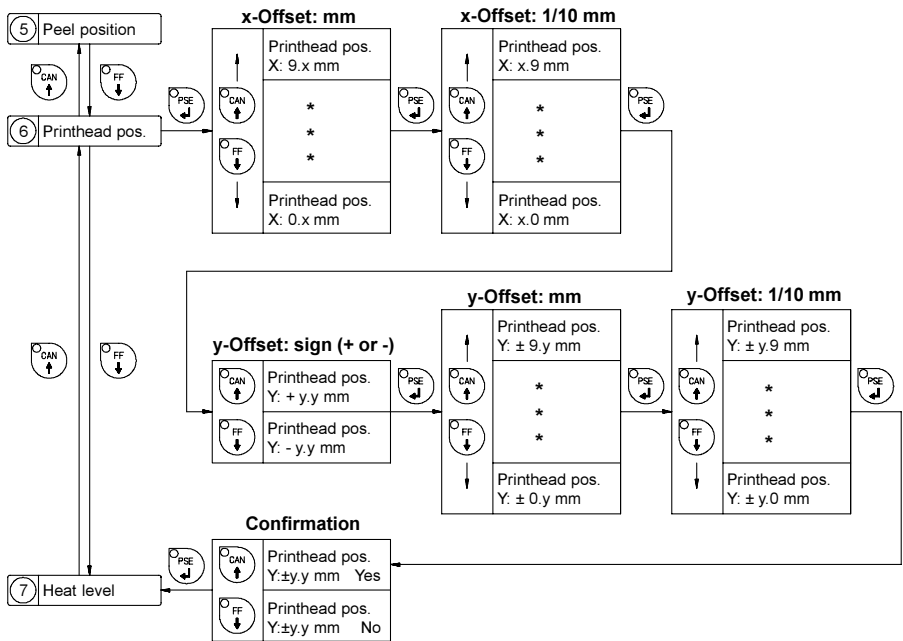 x-Offset: mm
x-Offset: 1/10 mm
5 Peel position
Printhead pos.
X: 9.x mm
Printhead pos.
X: x.9 mm
CAN
FF
PSE
CAN
*
*
*
FF
PSE
CAN
*
*
*
FF
PSE
6 Printhead pos.
Printhead pos.
X: 0.x mm
Printhead pos.
X: x.0 mm
y-Offset: mm
y-Offset: 1/10 mm
y-Offset: sign (+ or -)
Printhead pos.
Y: ± 9.y mm
Printhead pos.
Y: ± y.9 mm
CAN
FF
CAN
Printhead pos.
Y: + y.y mm
FF
Printhead pos.
Y: - y.y mm
PSE
CAN
*
*
*
FF
PSE
CAN
*
*
*
FF
PSE
Printhead pos.
Y: ± 0.y mm
Printhead pos.
Y: ± y.0 mm
Confirmation
7 Heat level
PSE
CAN
Printhead pos.
Y:±y.y mm Yes
FF
Printhead pos.
Y:±y.y mm No